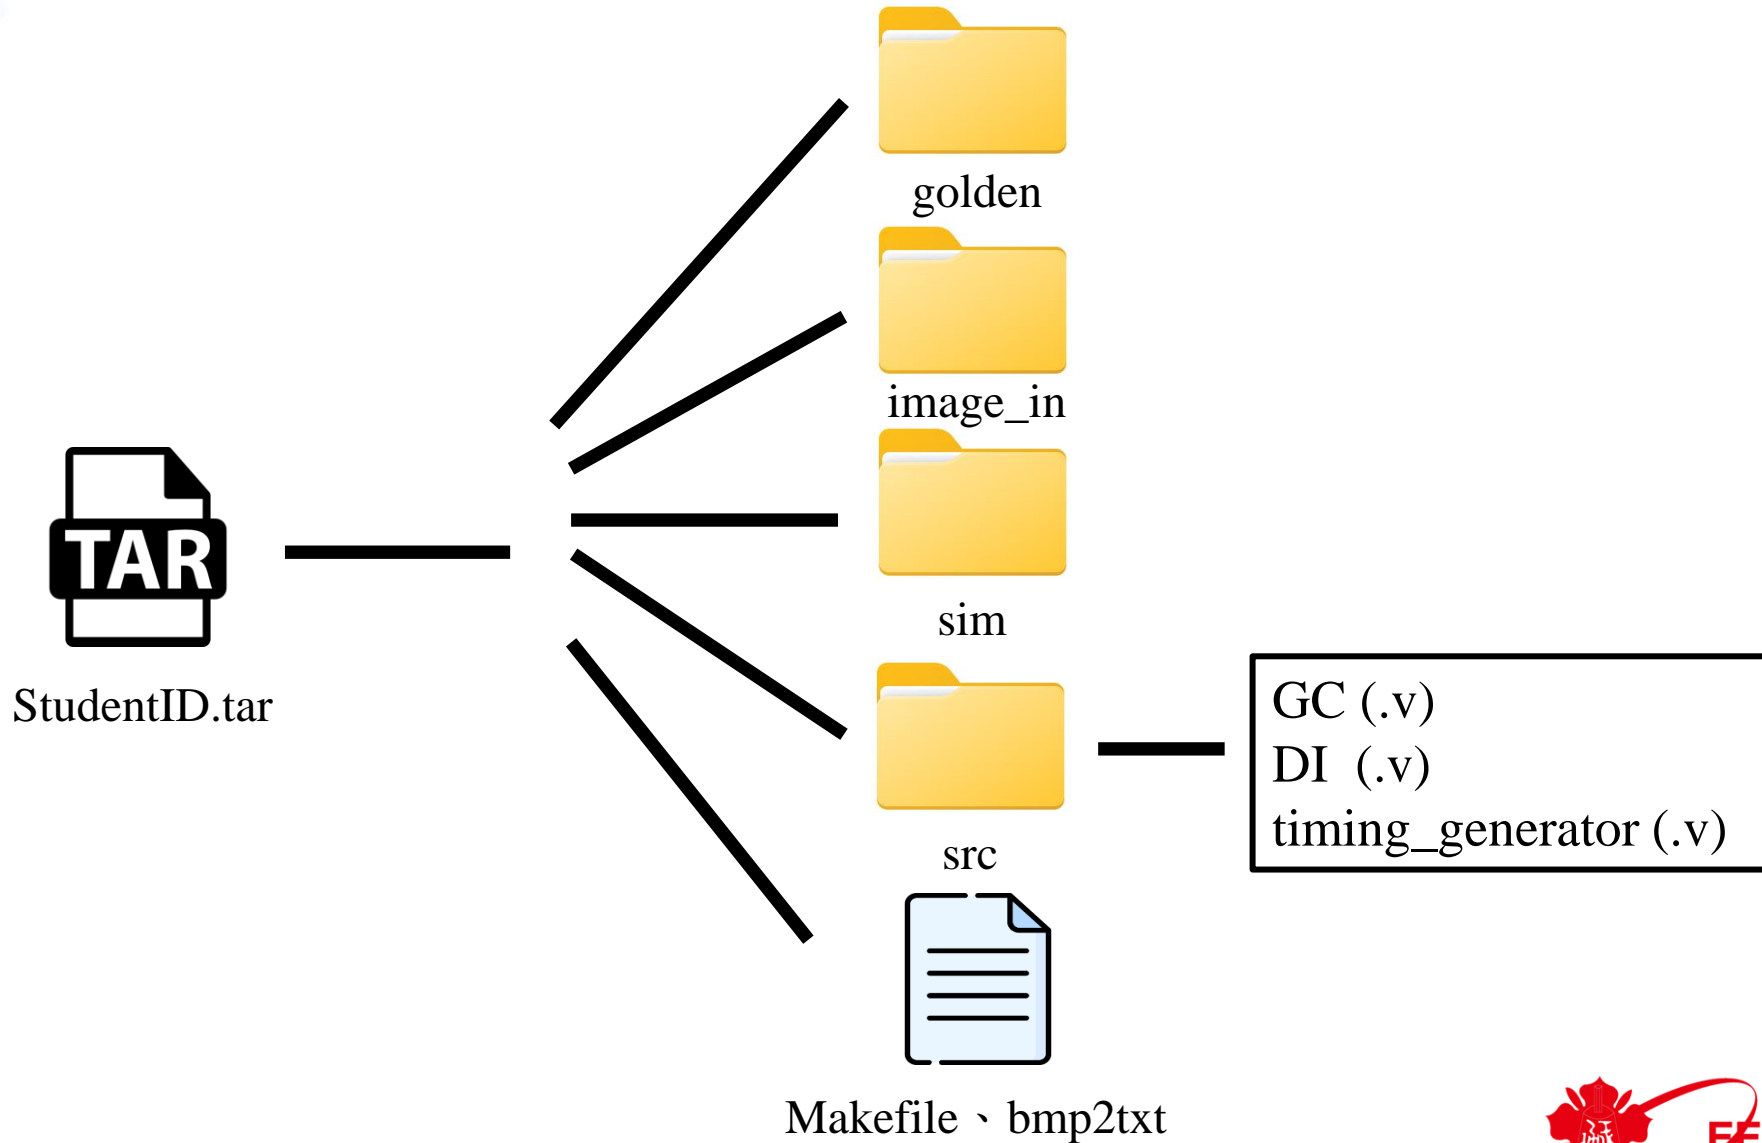 golden
image_in
sim
TAR
StudentID.tar
src
GC (.v)
DI (.v)
timing_generator (.v)
Makefile、bmp2txt